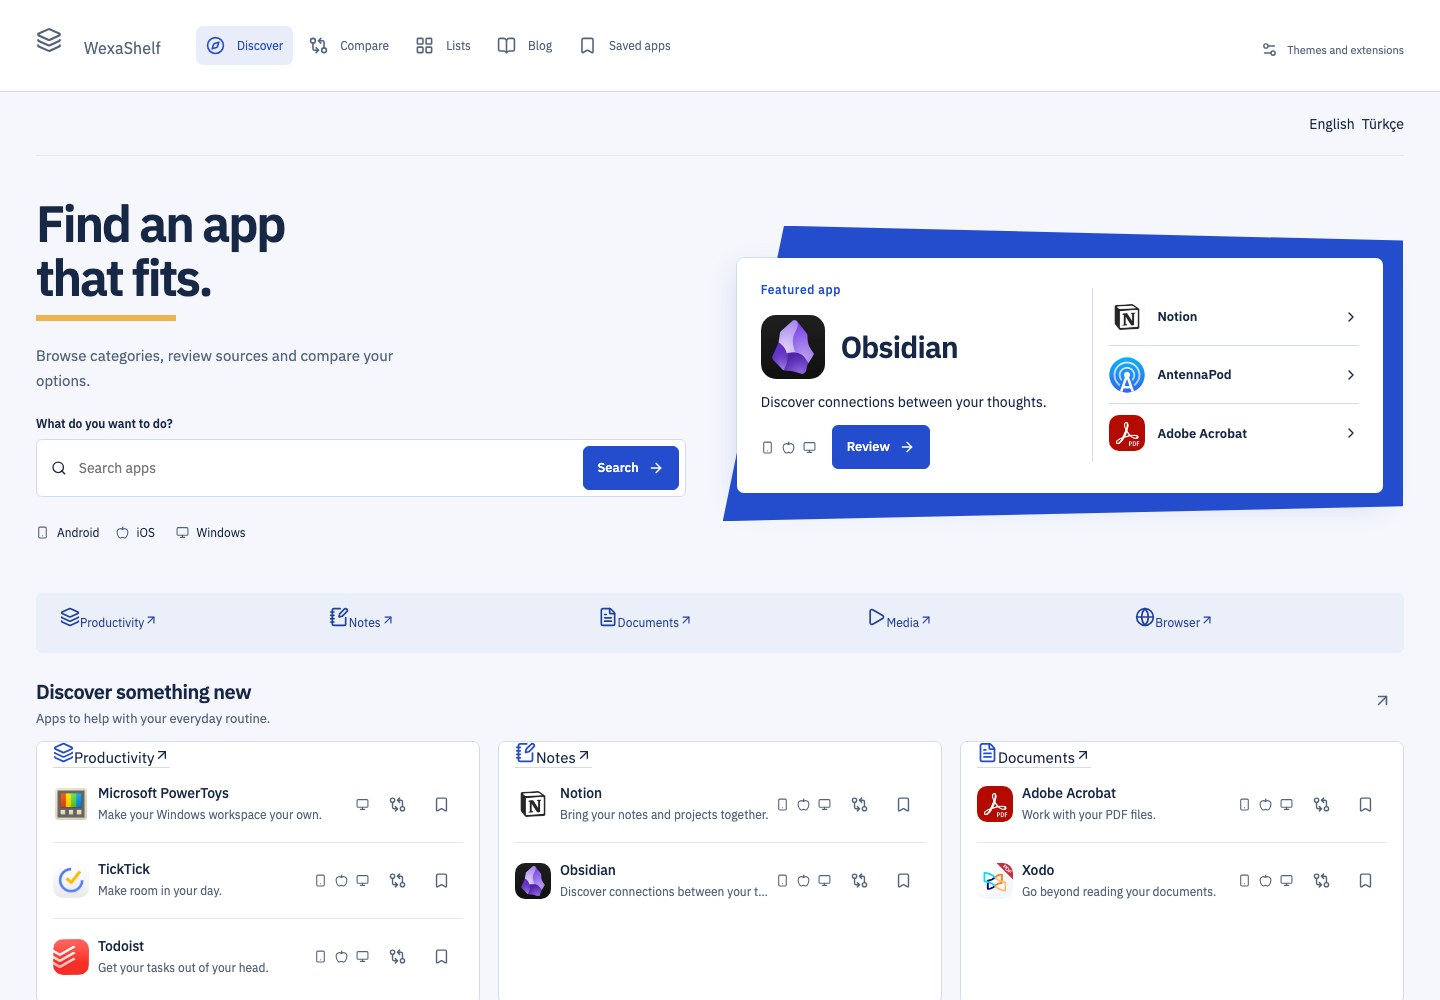 WexaShelf
Discover
Compare
Lists
Blog
Saved apps
Themes and extensions
English Türkçe
Find an app
that fits.
Browse categories, review sources and compare your
options.
What do you want to do?
Search apps
Search
Android
iOS
Windows
Featured app
Obsidian
Discover connections between your thoughts.
Review
Notion
AntennaPod
Adobe Acrobat
Productivity
Notes
Documents
Media
Browser
Discover something new
Apps to help with your everyday routine.
Productivity
Microsoft PowerToys
Make your Windows workspace your own.
TickTick
Make room in your day.
Todoist
Get your tasks out of your head.
Notes
Notion
Bring your notes and projects together.
Obsidian
Discover connections between your t...
Documents
Adobe Acrobat
Work with your PDF files.
Xodo
Go beyond reading your documents.